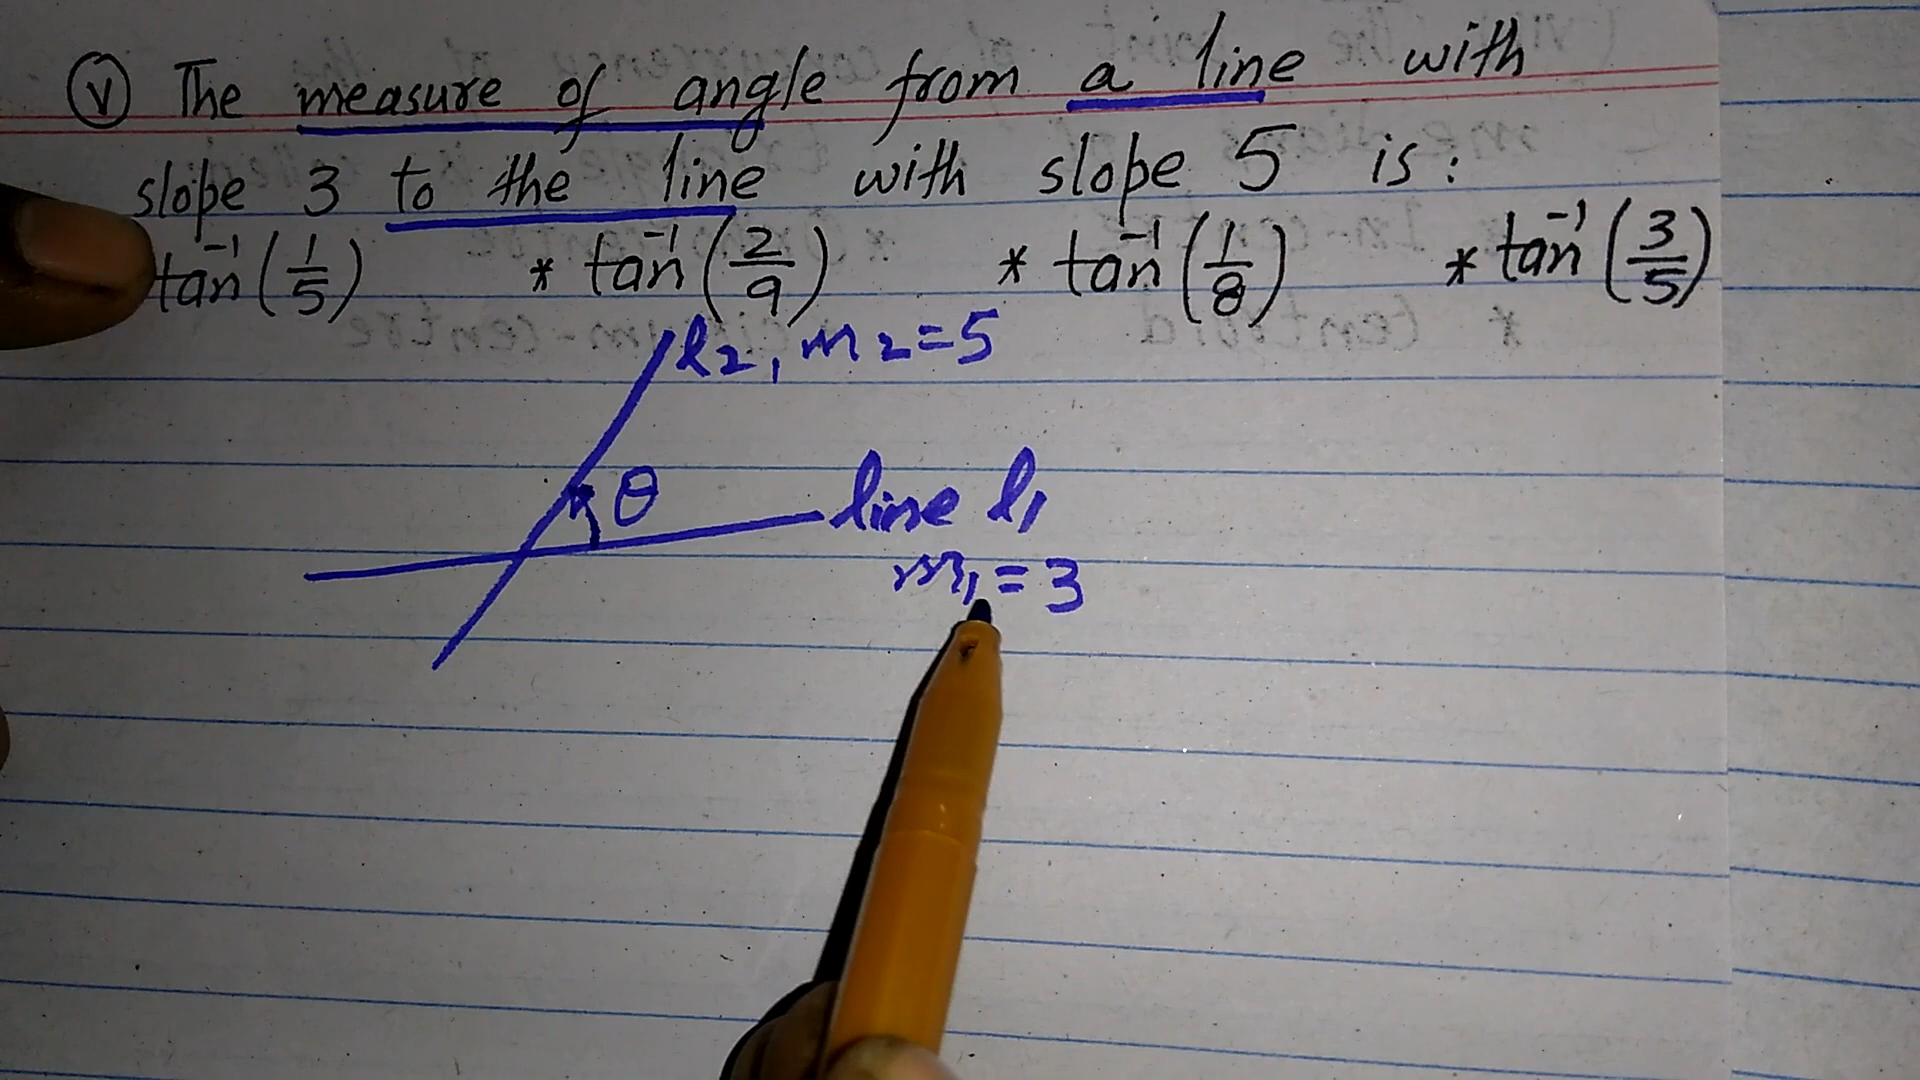 (v) The measure of angle from a line with
slope 3 to the line with slope 5 is:
tan⁻¹(1/5) * tan⁻¹(2/9) * tan⁻¹(1/8) * tan⁻¹(3/5)
l₂, m₂=5
θ
line l₁
m₁=3